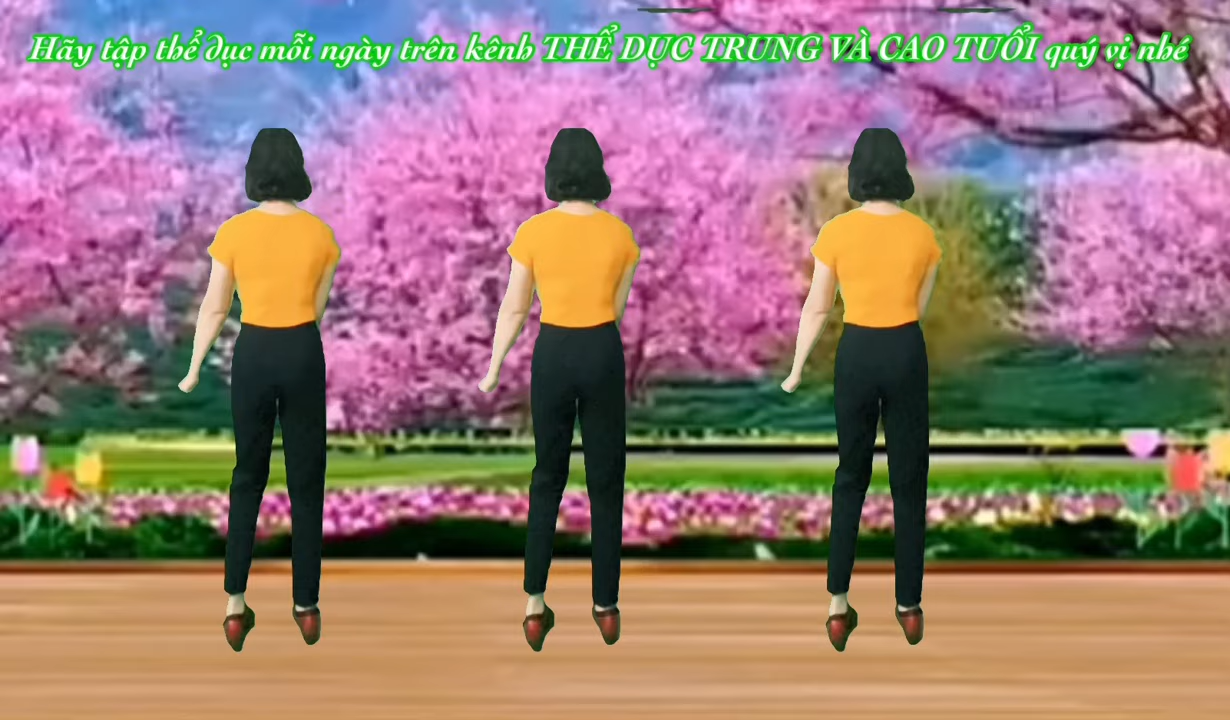 Hãy tập thể dục mỗi ngày trên kênh THỂ DỤC TRUNG VÀ CAO TUỔI quý vị nhé